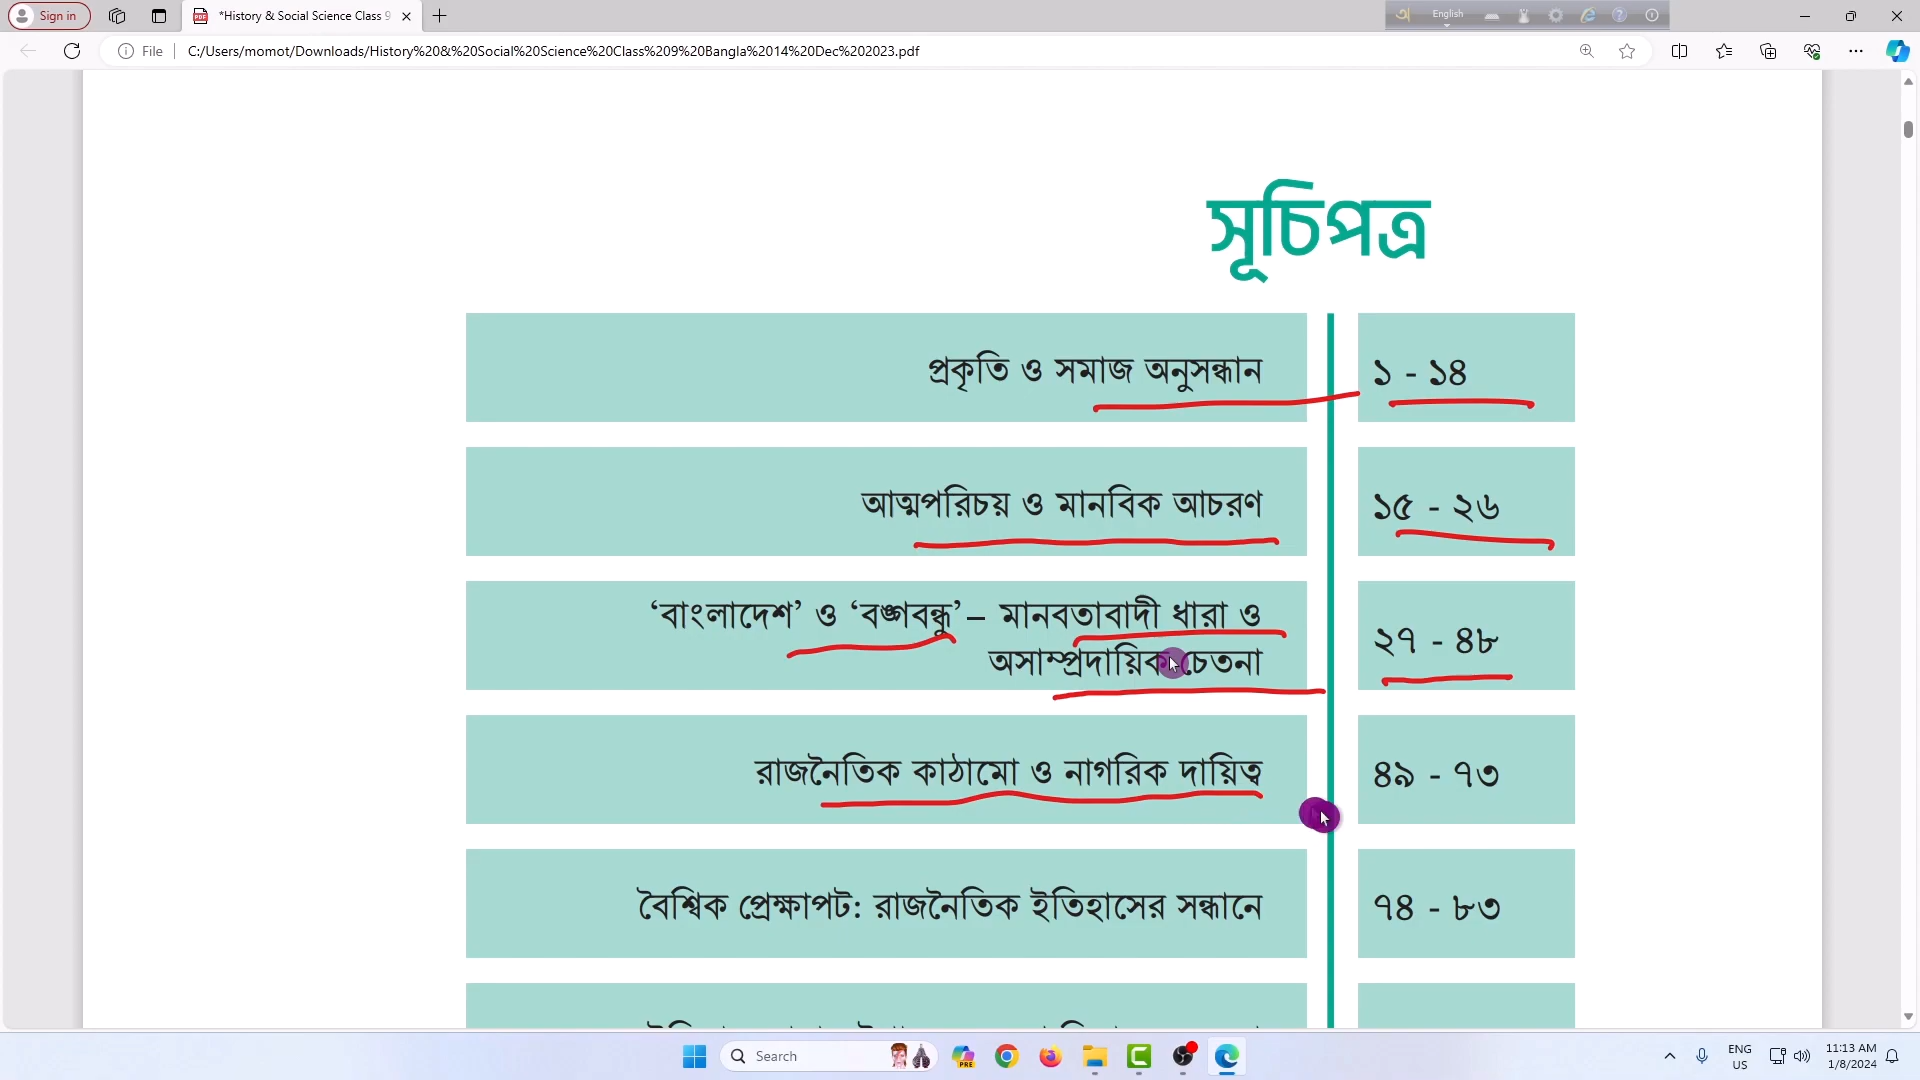 Sign in
*History & Social Science Class 9
English
File
C:/Users/momot/Downloads/History%20&%20Social%20Science%20Class%209%20Bangla%2014%20Dec%202023.pdf
সূচিপত্র
প্রকৃতি ও সমাজ অনুসন্ধান ১ - ১৪
আত্মপরিচয় ও মানবিক আচরণ ১৫ - ২৬
‘বাংলাদেশ’ ও ‘বঙ্গবন্ধু’– মানবতাবাদী ধারা ও
অসাম্প্রদায়িক চেতনা ২৭ - ৪৮
রাজনৈতিক কাঠামো ও নাগরিক দায়িত্ব ৪৯ - ৭৩
বৈশ্বিক প্রেক্ষাপট: রাজনৈতিক ইতিহাসের সন্ধানে ৭৪ - ৮৩
Search
PRE
ENG
US
11:13 AM
1/8/2024